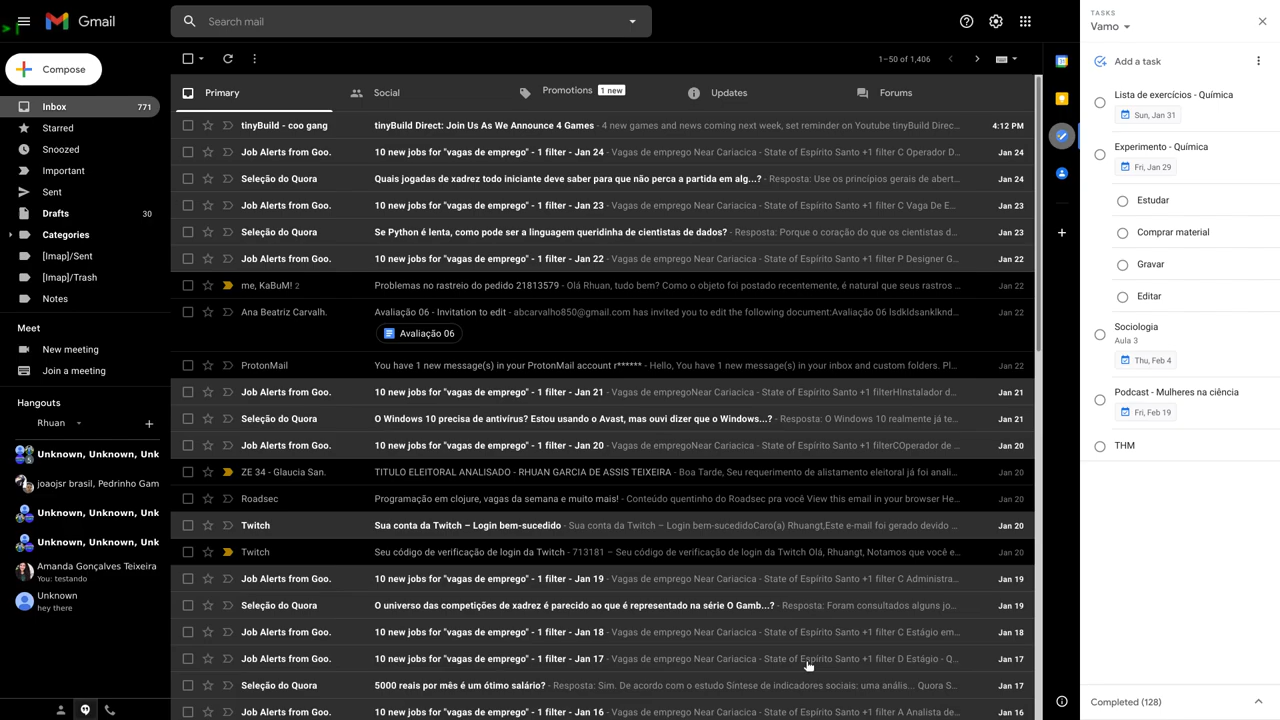 Gmail
Search mail
TASKS
Vamo
Compose
1–50 of 1,406
Add a task
Inbox 771
Starred
Snoozed
Important
Sent
Drafts 30
Categories
[Imap]/Sent
[Imap]/Trash
Notes
Meet
New meeting
Join a meeting
Hangouts
Rhuan
Unknown, Unknown, Unk
joaojsr brasil, Pedrinho Gam
Unknown, Unknown, Unk
Unknown, Unknown, Unk
Amanda Gonçalves Teixeira
You: testando
Unknown
hey there
Primary
Social
Promotions 1 new
Updates
Forums
tinyBuild - coo gang tinyBuild Direct: Join Us As We Announce 4 Games - 4 new games and news coming next week, set reminder on Youtube tinyBuild Direc… 4:12 PM
Job Alerts from Goo. 10 new jobs for "vagas de emprego" - 1 filter - Jan 24 - Vagas de emprego Near Cariacica - State of Espírito Santo +1 filter C Operador D… Jan 24
Seleção do Quora Quais jogadas de xadrez todo iniciante deve saber para que não perca a partida em alg...? - Resposta: Use os princípios gerais de abert… Jan 24
Job Alerts from Goo. 10 new jobs for "vagas de emprego" - 1 filter - Jan 23 - Vagas de emprego Near Cariacica - State of Espírito Santo +1 filter C Vaga De E… Jan 23
Seleção do Quora Se Python é lenta, como pode ser a linguagem queridinha de cientistas de dados? - Resposta: Porque o coração do que os cientistas d… Jan 23
Job Alerts from Goo. 10 new jobs for "vagas de emprego" - 1 filter - Jan 22 - Vagas de emprego Near Cariacica - State of Espírito Santo +1 filter P Designer G… Jan 22
me, KaBuM! 2 Problemas no rastreio do pedido 21813579 - Olá Rhuan, tudo bem? Como o objeto foi postado recentemente, é natural que seus rastros … Jan 22
Ana Beatriz Carvalh. Avaliação 06 - Invitation to edit - abcarvalho850@gmail.com has invited you to edit the following document:Avaliação 06 lsdkldsanklknd… Jan 22
Avaliação 06
ProtonMail You have 1 new message(s) in your ProtonMail account r****** - Hello, You have 1 new message(s) in your inbox and custom folders. Pl… Jan 22
Job Alerts from Goo. 10 new jobs for "vagas de emprego" - 1 filter - Jan 21 - Vagas de empregoNear Cariacica - State of Espírito Santo +1 filterHInstalador d… Jan 21
Seleção do Quora O Windows 10 precisa de antivírus? Estou usando o Avast, mas ouvi dizer que o Windows...? - Resposta: O Windows 10 realmente já te… Jan 21
Job Alerts from Goo. 10 new jobs for "vagas de emprego" - 1 filter - Jan 20 - Vagas de empregoNear Cariacica - State of Espírito Santo +1 filterCOperador de… Jan 20
ZE 34 - Glaucia San. TITULO ELEITORAL ANALISADO - RHUAN GARCIA DE ASSIS TEIXEIRA - Boa Tarde, Seu requerimento de alistamento eleitoral já foi anali… Jan 20
Roadsec Programação em clojure, vagas da semana e muito mais! - Conteúdo quentinho do Roadsec pra você View this email in your browser He… Jan 20
Twitch Sua conta da Twitch – Login bem-sucedido - Sua conta da Twitch – Login bem-sucedidoCaro(a) Rhuangt,Este e-mail foi gerado devido … Jan 20
Twitch Seu código de verificação de login da Twitch - 713181 – Seu código de verificação de login da Twitch Olá, Rhuangt, Notamos que você e… Jan 20
Job Alerts from Goo. 10 new jobs for "vagas de emprego" - 1 filter - Jan 19 - Vagas de emprego Near Cariacica - State of Espírito Santo +1 filter C Administra… Jan 19
Seleção do Quora O universo das competições de xadrez é parecido ao que é representado na série O Gamb...? - Resposta: Foram consultados alguns jo… Jan 19
Job Alerts from Goo. 10 new jobs for "vagas de emprego" - 1 filter - Jan 18 - Vagas de emprego Near Cariacica - State of Espírito Santo +1 filter C Estágio em… Jan 18
Job Alerts from Goo. 10 new jobs for "vagas de emprego" - 1 filter - Jan 17 - Vagas de emprego Near Cariacica - State of Espírito Santo +1 filter D Estágio - Q… Jan 17
Seleção do Quora 5000 reais por mês é um ótimo salário? - Resposta: Sim. De acordo com o estudo Síntese de indicadores sociais: uma anális... Quora S… Jan 17
Job Alerts from Goo. 10 new jobs for "vagas de emprego" - 1 filter - Jan 16 - Vagas de emprego Near Cariacica - State of Espírito Santo +1 filter A Analista de… Jan 16
Lista de exercícios - Química
Sun, Jan 31
Experimento - Química
Fri, Jan 29
Estudar
Comprar material
Gravar
Editar
Sociologia
Aula 3
Thu, Feb 4
Podcast - Mulheres na ciência
Fri, Feb 19
THM
Completed (128)